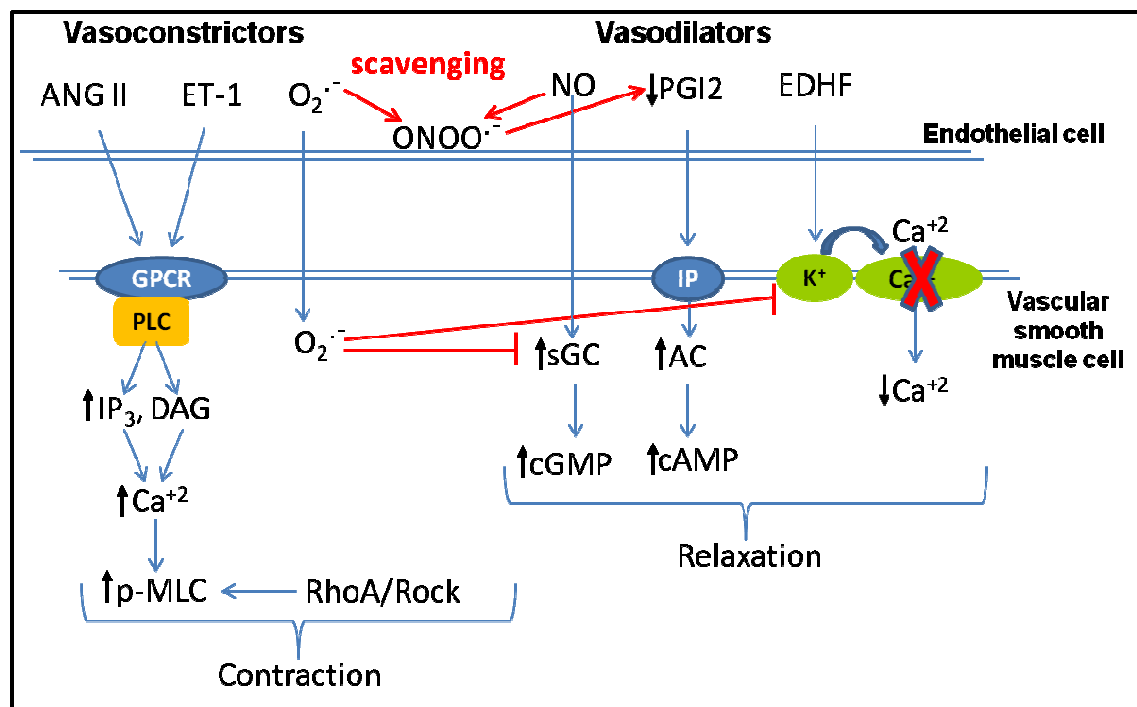 Vasoconstrictors
Vasodilators
scavenging
ANG II
ET-1
O₂·⁻
NO
↓PGI2
EDHF
ONOO·⁻
Endothelial cell
Ca⁺²
GPCR
IP
K⁺
PLC
Vascular
smooth
muscle cell
O₂·⁻
↑sGC
↑AC
↓Ca⁺²
↑IP₃, DAG
↑cGMP
↑cAMP
↑Ca⁺²
Relaxation
↑p-MLC
RhoA/Rock
Contraction